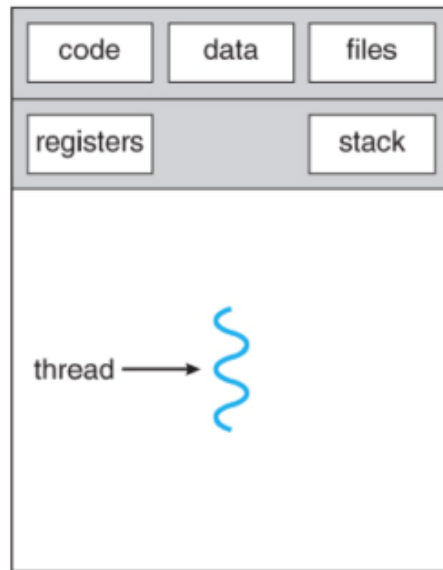 code data files
registers stack
thread